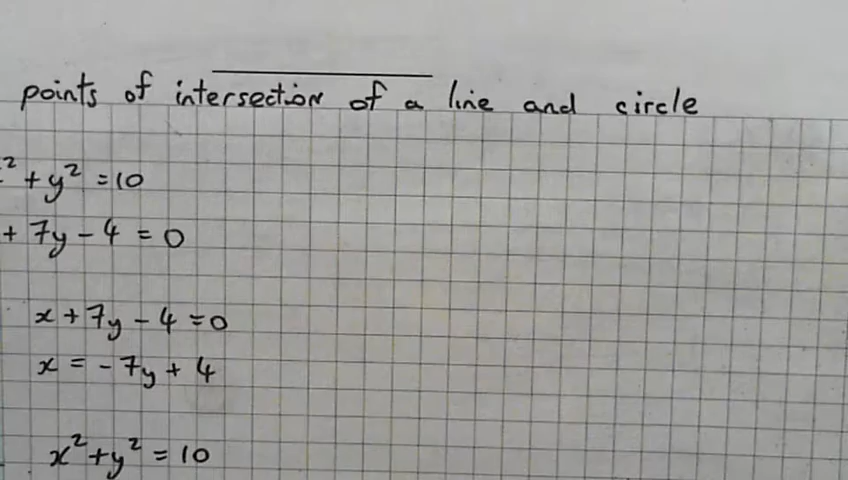 points of intersection of a line and circle
² + y² = 10
+ 7y - 4 = 0
x + 7y - 4 = 0
x = - 7y + 4
x² + y² = 10